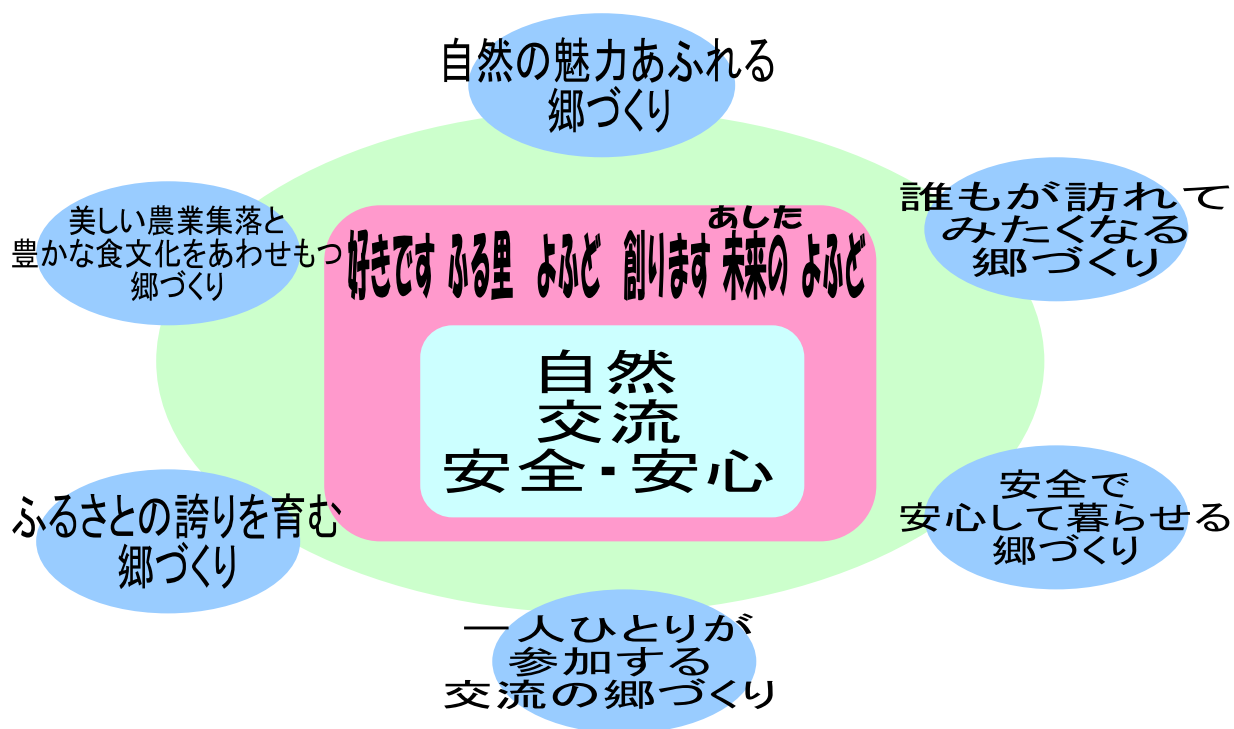 自然の魅力あふれる
郷づくり
誰もが訪れて
みたくなる
郷づくり
美しい農業集落と
豊かな食文化をあわせもつ
郷づくり
あした
好きです ふる里 よふど 創ります 未来の よふど
自然
交流
安全・安心
ふるさとの誇りを育む
郷づくり
安全で
安心して暮らせる
郷づくり
一人ひとりが
参加する
交流の郷づくり